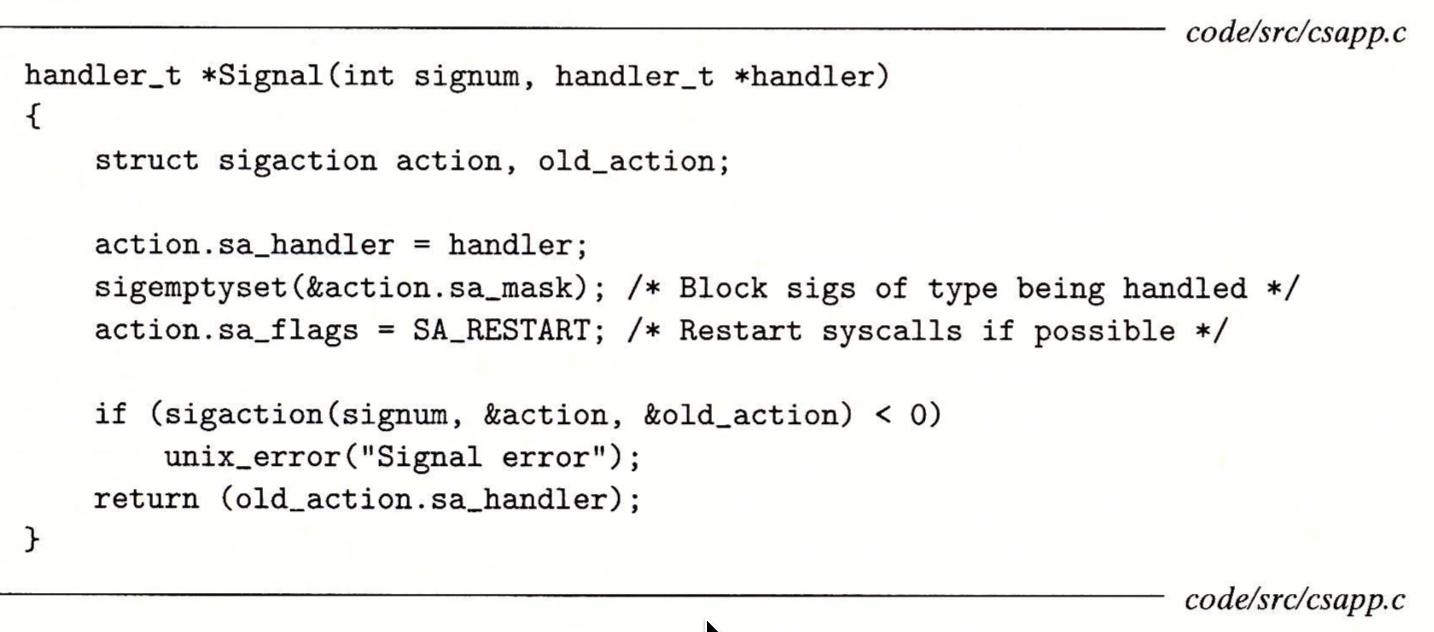 code/src/csapp.c
handler_t *Signal(int signum, handler_t *handler)
{
    struct sigaction action, old_action;

    action.sa_handler = handler;
    sigemptyset(&action.sa_mask); /* Block sigs of type being handled */
    action.sa_flags = SA_RESTART; /* Restart syscalls if possible */

    if (sigaction(signum, &action, &old_action) < 0)
        unix_error("Signal error");
    return (old_action.sa_handler);
}
code/src/csapp.c